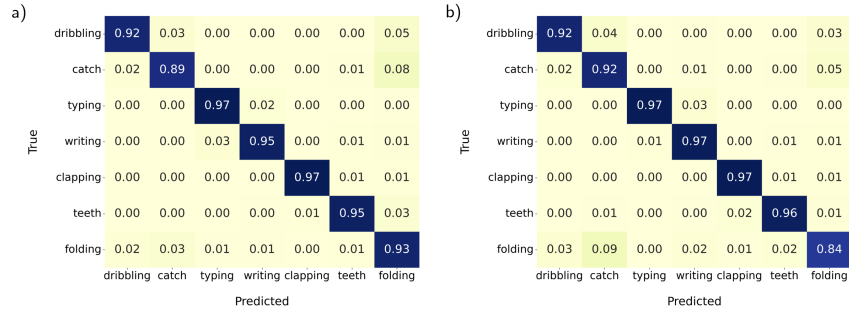 a)
dribbling 0.92 0.03 0.00 0.00 0.00 0.00 0.05
catch 0.02 0.89 0.00 0.00 0.00 0.01 0.08
typing 0.00 0.00 0.97 0.02 0.00 0.00 0.00
writing 0.00 0.00 0.03 0.95 0.00 0.01 0.01
clapping 0.00 0.00 0.00 0.00 0.97 0.01 0.01
teeth 0.00 0.00 0.00 0.00 0.01 0.95 0.03
folding 0.02 0.03 0.01 0.01 0.00 0.01 0.93
dribbling catch typing writing clapping teeth folding
True
Predicted
b)
dribbling 0.92 0.04 0.00 0.00 0.00 0.00 0.03
catch 0.02 0.92 0.00 0.01 0.00 0.00 0.05
typing 0.00 0.00 0.97 0.03 0.00 0.00 0.00
writing 0.00 0.00 0.01 0.97 0.00 0.01 0.01
clapping 0.00 0.00 0.00 0.00 0.97 0.01 0.01
teeth 0.00 0.01 0.00 0.00 0.02 0.96 0.01
folding 0.03 0.09 0.00 0.02 0.01 0.02 0.84
dribbling catch typing writing clapping teeth folding
True
Predicted